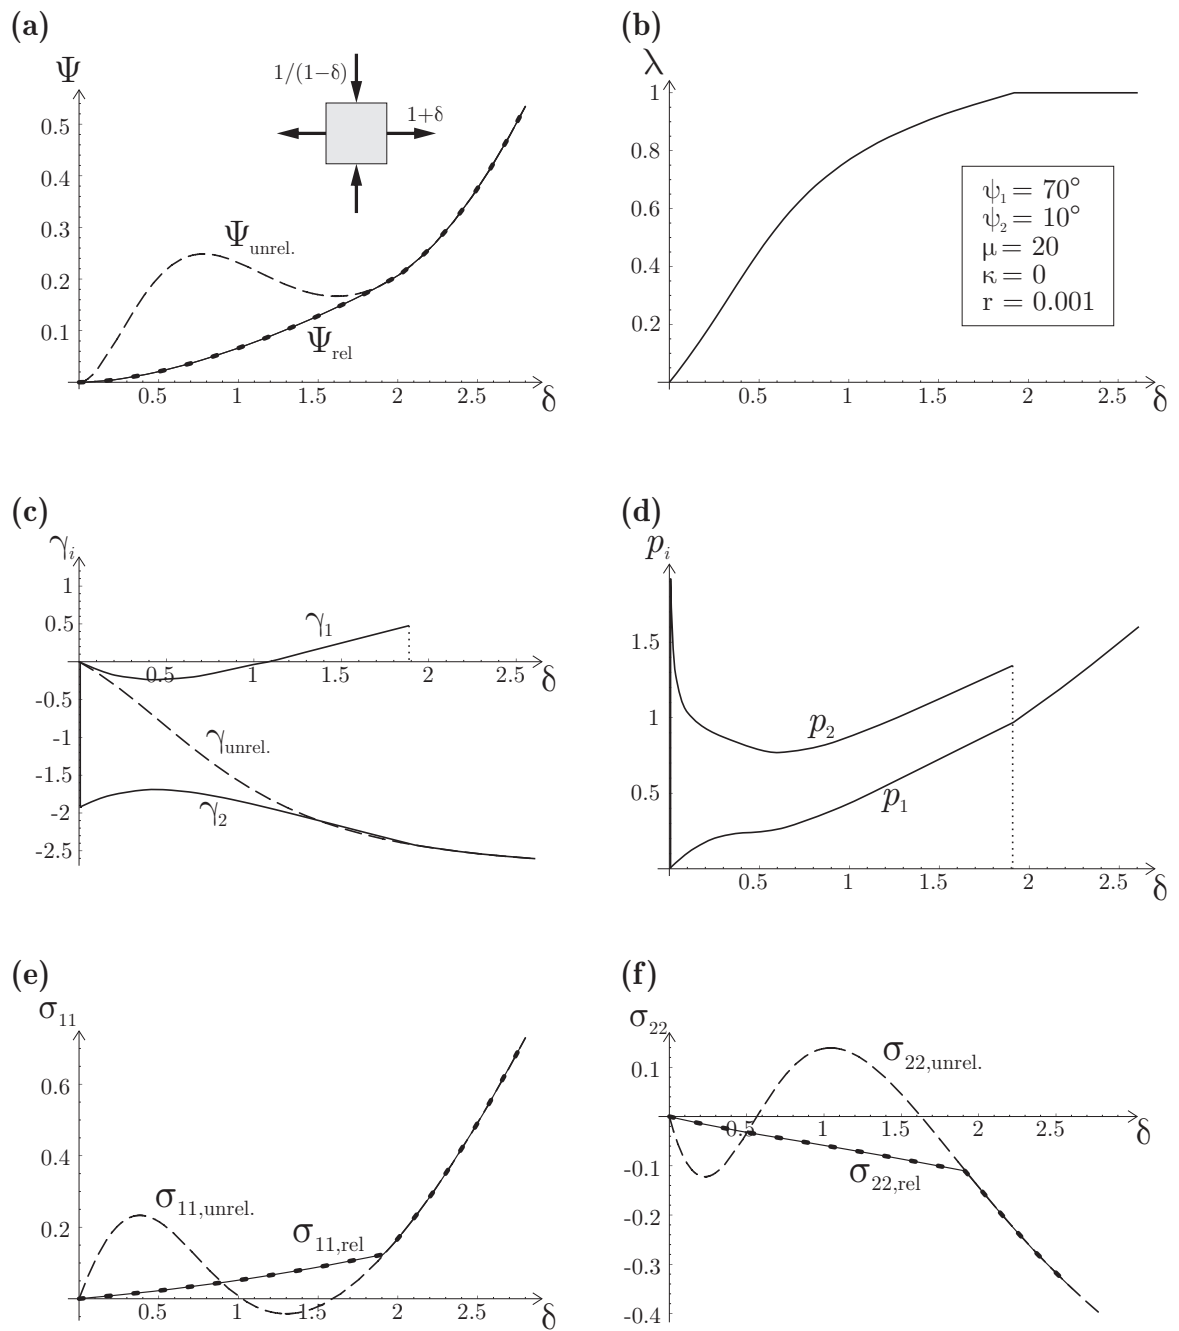 (a)
Ψ
1/(1−δ)
1+δ
0.5
0.4
0.3
0.2
0.1
Ψunrel.
Ψrel
0.5
1
1.5
2
2.5
δ
(b)
λ
1
0.8
0.6
0.4
0.2
ψ₁ = 70°
ψ₂ = 10°
μ = 20
κ = 0
r = 0.001
0.5
1
1.5
2
2.5
δ
(c)
γi
1
0.5
-0.5
-1
-1.5
-2
-2.5
γ₁
γunrel.
γ₂
0.5
1
1.5
2
2.5
δ
(d)
pi
1.5
1
0.5
p₂
p₁
0.5
1
1.5
2
2.5
δ
(e)
σ₁₁
0.6
0.4
0.2
σ₁₁,unrel.
σ₁₁,rel
0.5
1
1.5
2
2.5
δ
(f)
σ₂₂
0.1
-0.1
-0.2
-0.3
-0.4
σ₂₂,unrel.
σ₂₂,rel
0.5
1
1.5
2
2.5
δ